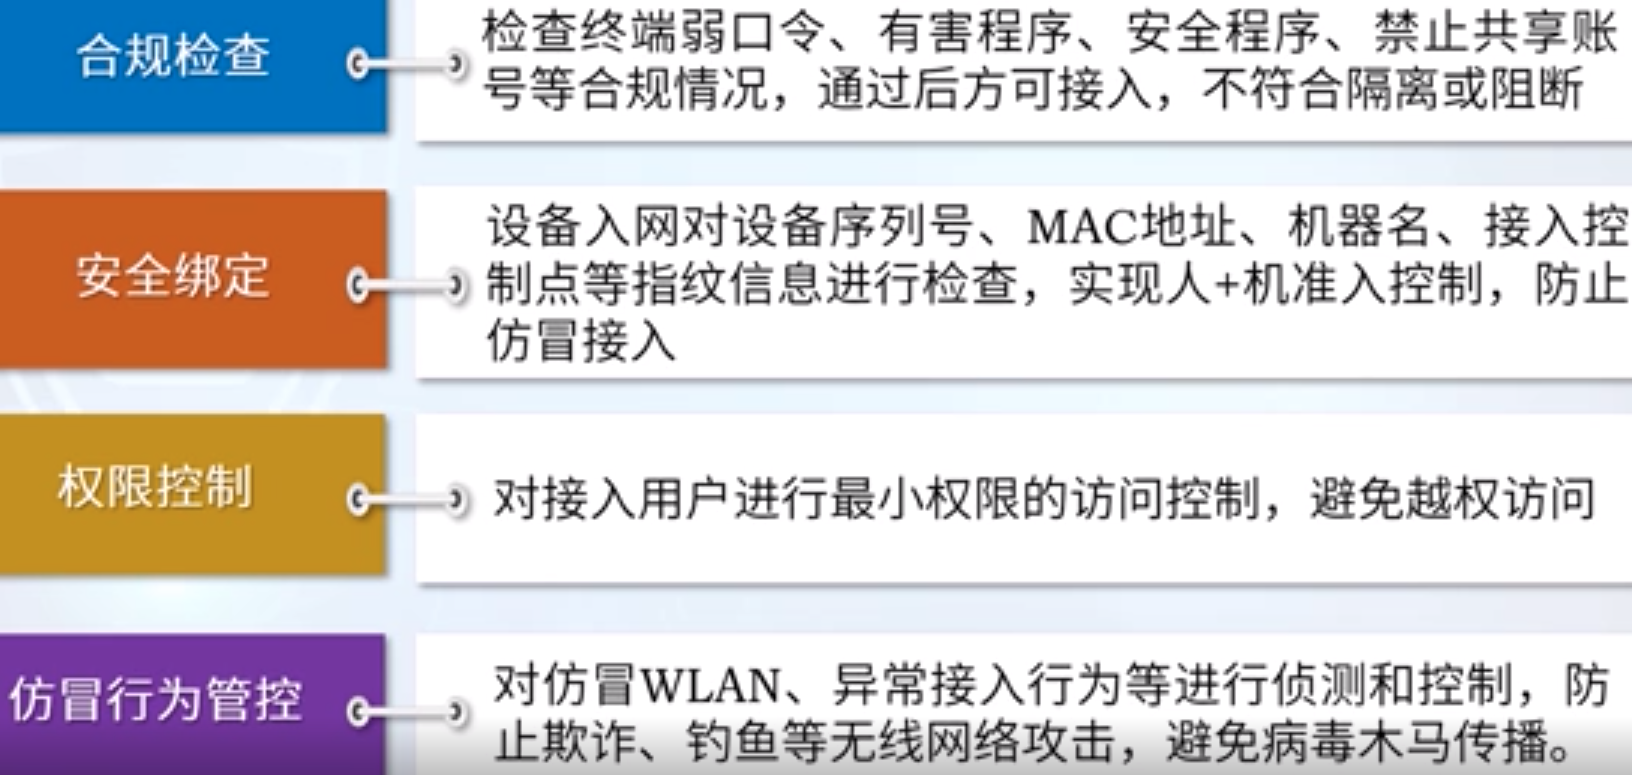 合规检查
检查终端弱口令、有害程序、安全程序、禁止共享账
号等合规情况，通过后方可接入，不符合隔离或阻断
安全绑定
设备入网对设备序列号、MAC地址、机器名、接入控
制点等指纹信息进行检查，实现人+机准入控制，防止
仿冒接入
权限控制
对接入用户进行最小权限的访问控制，避免越权访问
仿冒行为管控
对仿冒WLAN、异常接入行为等进行侦测和控制，防
止欺诈、钓鱼等无线网络攻击，避免病毒木马传播。